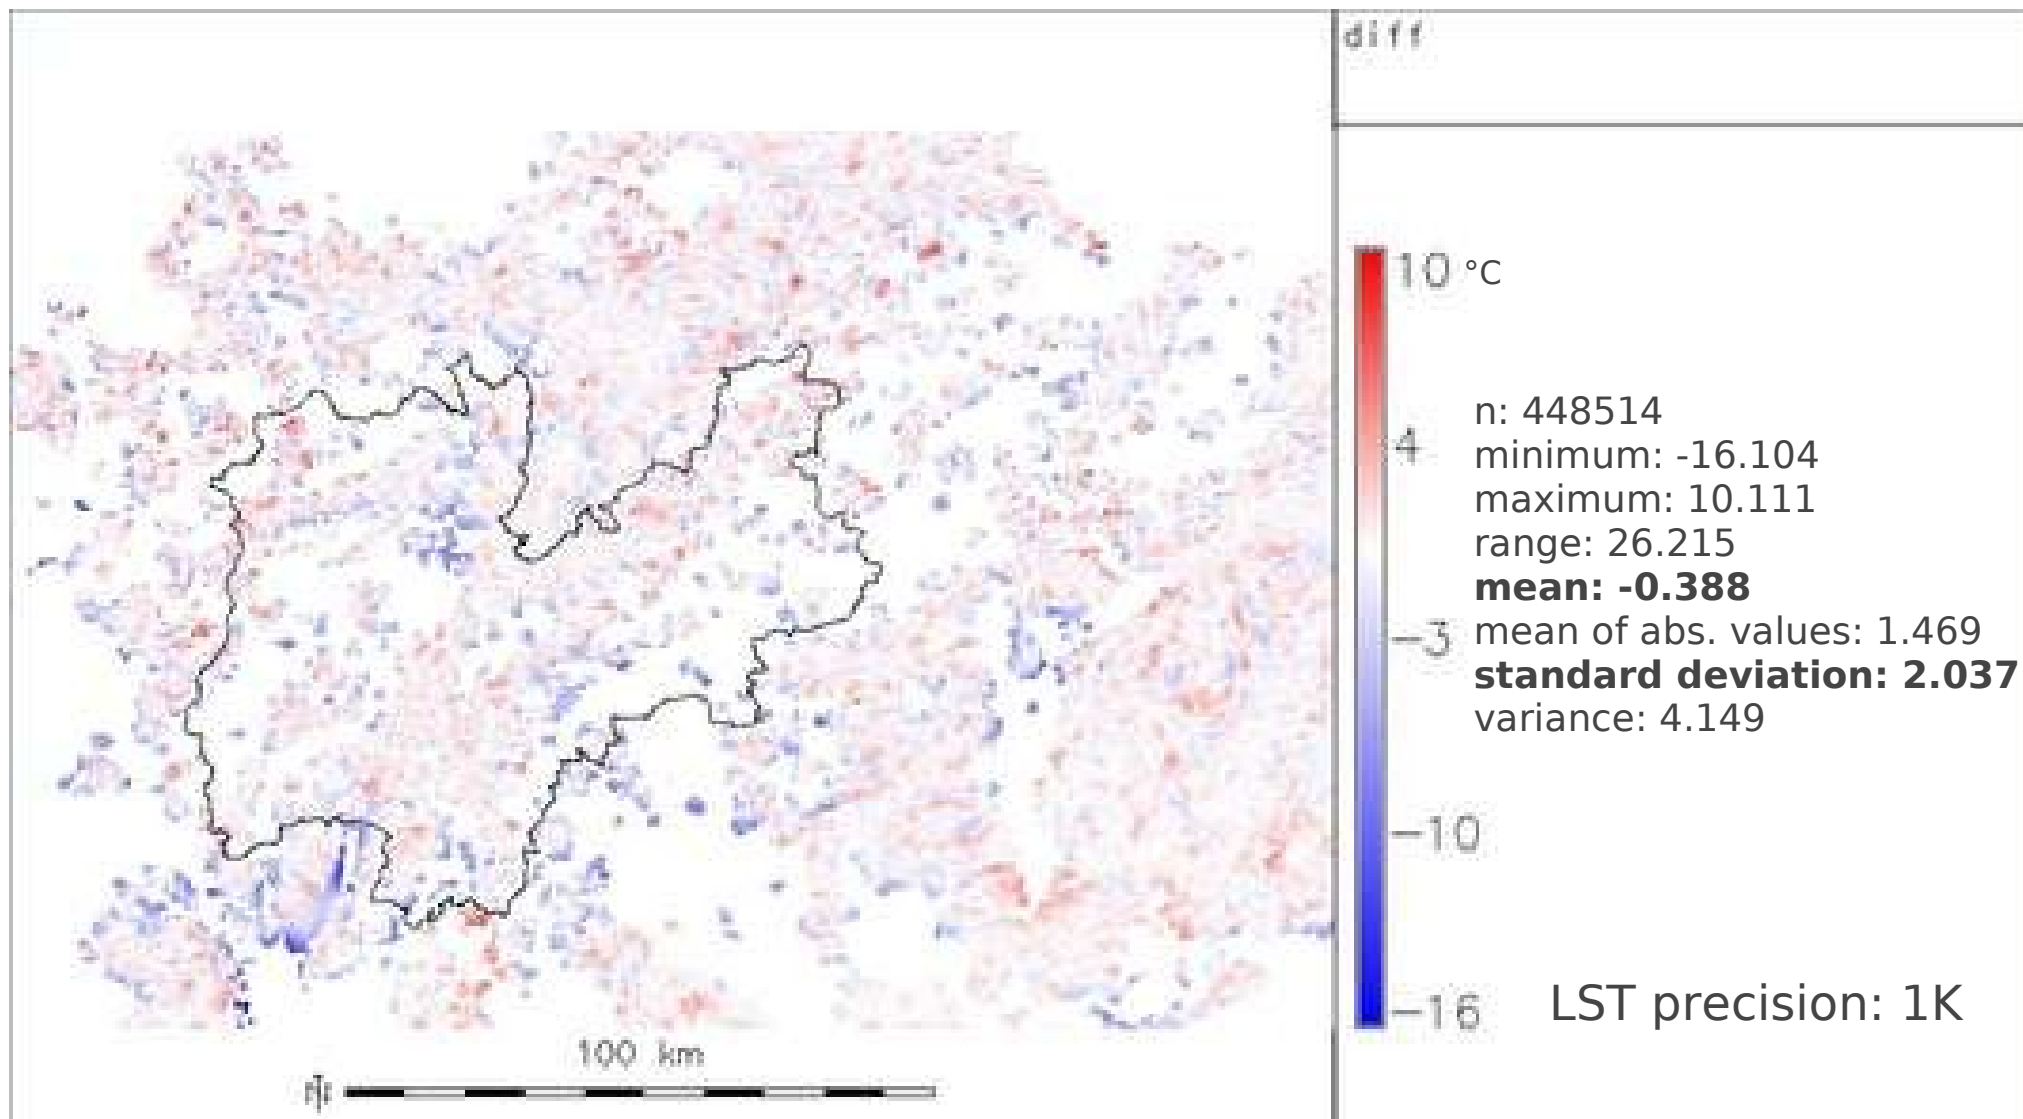 diff
10 °C
4
-3
-10
-16
n: 448514
minimum: -16.104
maximum: 10.111
range: 26.215
mean: -0.388
mean of abs. values: 1.469
standard deviation: 2.037
variance: 4.149
LST precision: 1K
100 km